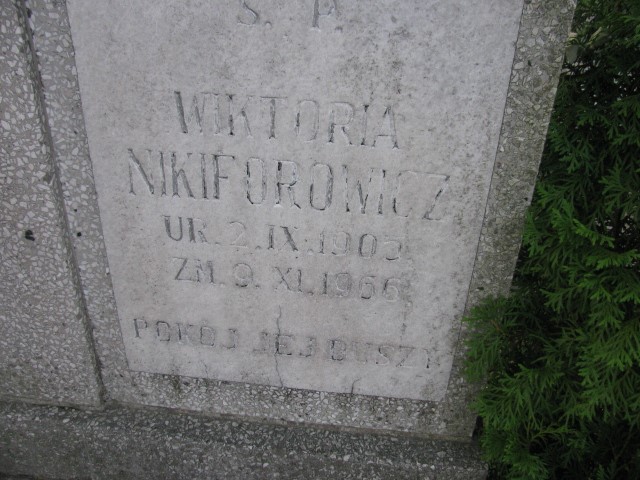 Ś. P.
WIKTORIA
NIKIFOROWICZ
UR. 2. IX. 1903.
ZM. 9. XI. 1966.
POKÓJ JEJ DUSZY